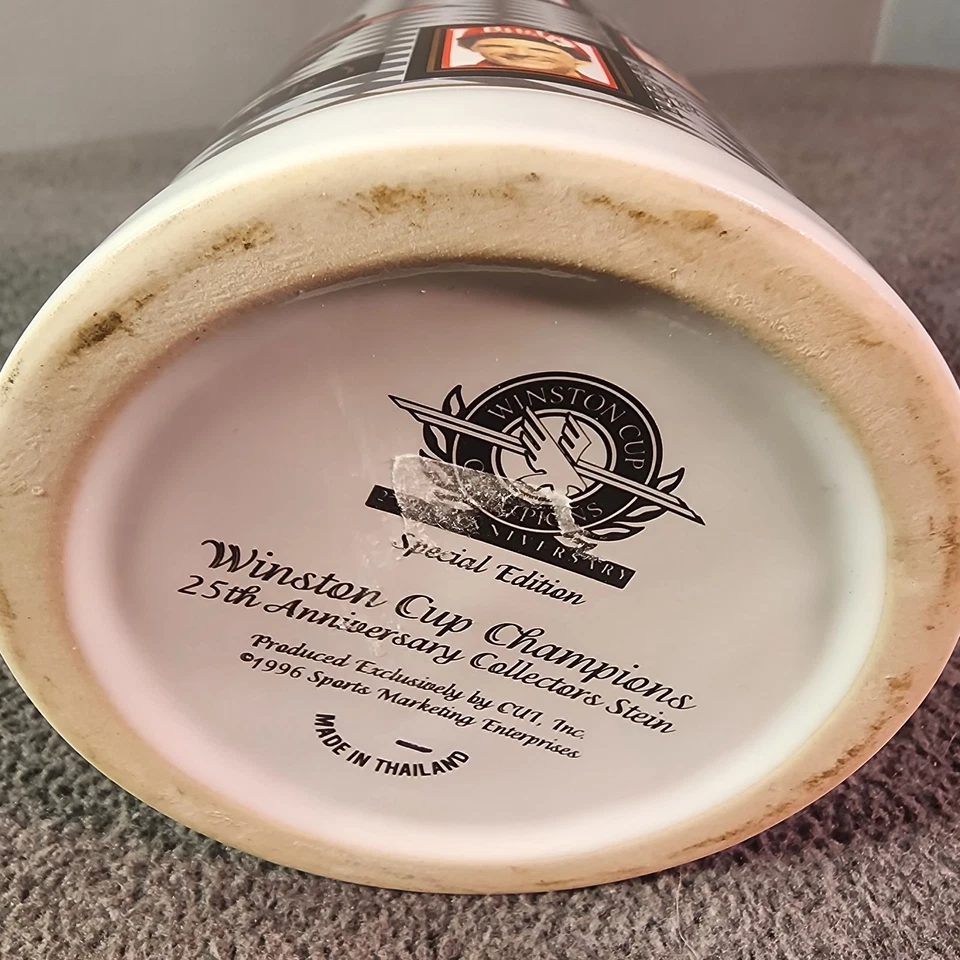 WINSTON CUP
ANNIVERSARY
Special Edition
Winston Cup Champions
25th Anniversary Collectors Stein
Produced Exclusively by CUI, Inc.
©1996 Sports Marketing Enterprises
MADE IN THAILAND